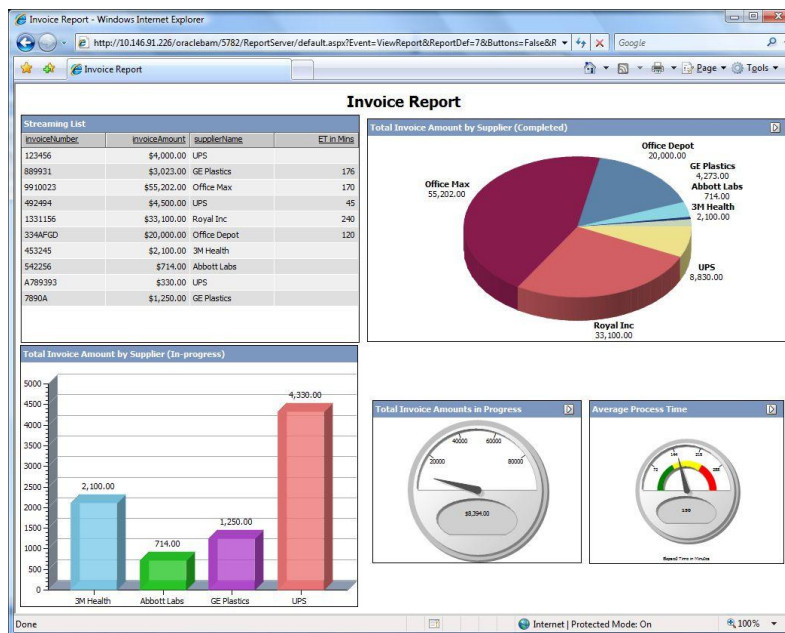 Invoice Report - Windows Internet Explorer
http://10.146.91.226/oraclebam/5782/ReportServer/default.aspx?Event=ViewReport&ReportDef=7&Buttons=False&R
Google
Invoice Report
Page Tools
Invoice Report
Streaming List
invoiceNumber invoiceAmount supplierName ET in Mins
123456 $4,000.00 UPS
889931 $3,023.00 GE Plastics 176
9910023 $55,202.00 Office Max 170
492494 $4,500.00 UPS 45
1331156 $33,100.00 Royal Inc 240
334AFGD $20,000.00 Office Depot 120
453245 $2,100.00 3M Health
542256 $714.00 Abbott Labs
A789393 $330.00 UPS
7890A $1,250.00 GE Plastics
Total Invoice Amount by Supplier (Completed)
Office Depot
20,000.00
GE Plastics
4,273.00
Abbott Labs
714.00
3M Health
2,100.00
Office Max
55,202.00
UPS
8,830.00
Royal Inc
33,100.00
Total Invoice Amount by Supplier (In-progress)
5000
4500
4000
3500
3000
2500
2000
1500
1000
500
0
2,100.00
714.00
1,250.00
4,330.00
3M Health Abbott Labs GE Plastics UPS
Total Invoice Amounts in Progress
20000 40000 60000 80000
$8,394.00
Average Process Time
72 144 216 288
Elapsed Time in Minutes
Done
Internet | Protected Mode: On
100%